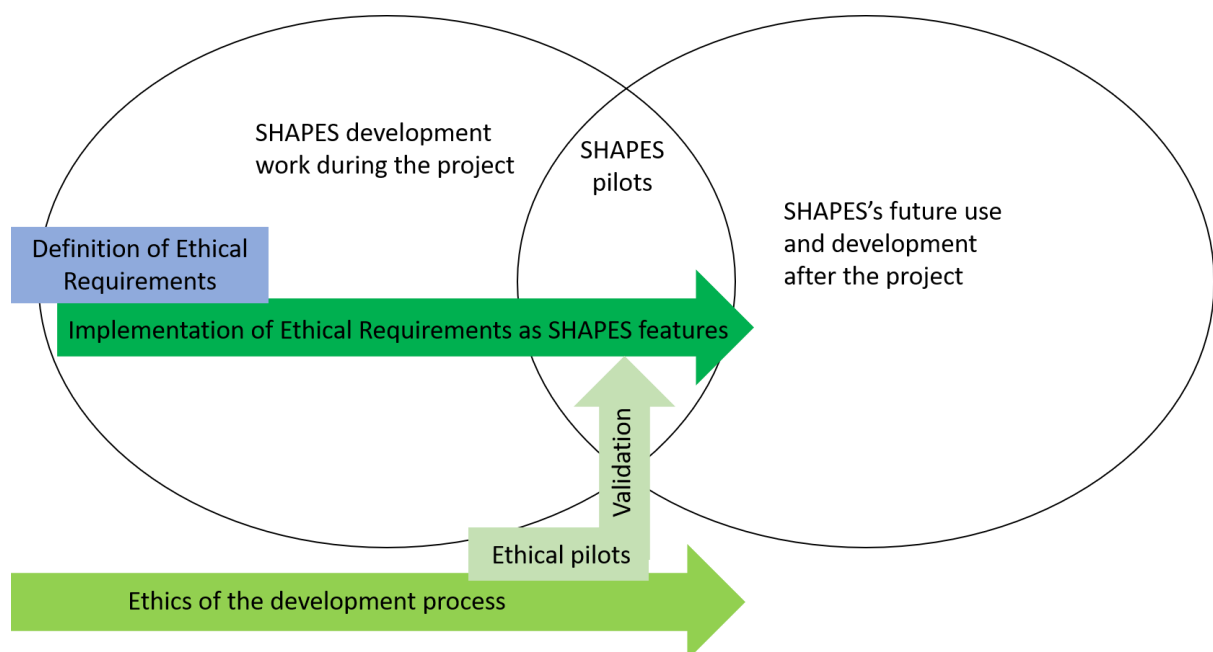 SHAPES development
work during the project
SHAPES
pilots
SHAPES's future use
and development
after the project
Definition of Ethical
Requirements
Implementation of Ethical Requirements as SHAPES features
Validation
Ethical pilots
Ethics of the development process